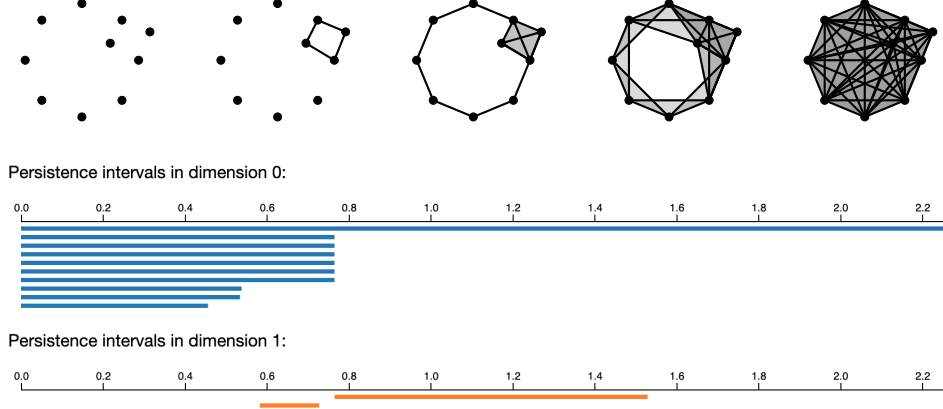 Persistence intervals in dimension 0:
0.0 0.2 0.4 0.6 0.8 1.0 1.2 1.4 1.6 1.8 2.0 2.2
Persistence intervals in dimension 1:
0.0 0.2 0.4 0.6 0.8 1.0 1.2 1.4 1.6 1.8 2.0 2.2